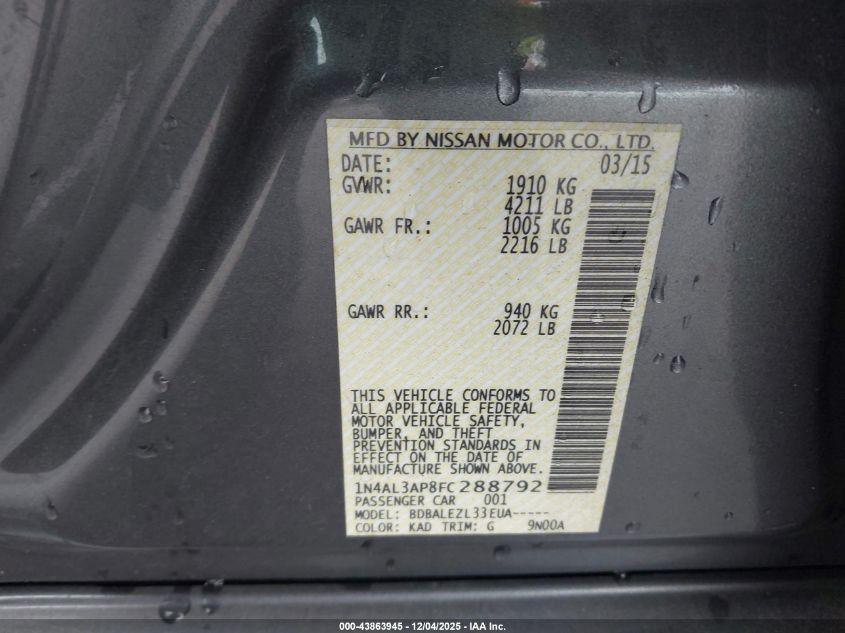 MFD BY NISSAN MOTOR CO., LTD.
DATE: 03/15
GVWR: 1910 KG
4211 LB
GAWR FR.: 1005 KG
2216 LB
GAWR RR.: 940 KG
2072 LB
THIS VEHICLE CONFORMS TO
ALL APPLICABLE FEDERAL
MOTOR VEHICLE SAFETY,
BUMPER, AND THEFT
PREVENTION STANDARDS IN
EFFECT ON THE DATE OF
MANUFACTURE SHOWN ABOVE.
1N4AL3AP8FC288792
PASSENGER CAR 001
MODEL: BDBALEZL33EUA-----
COLOR: KAD TRIM: G 9N00A
000-43863945 - 12/04/2025 - IAA Inc.